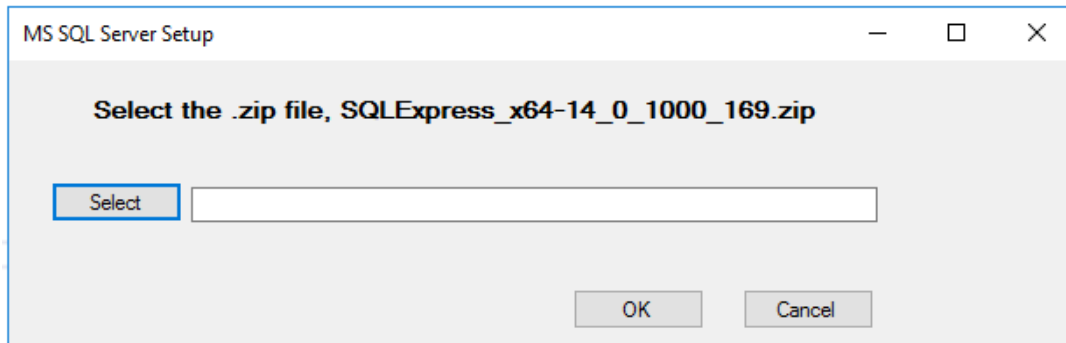 MS SQL Server Setup
Select the .zip file, SQLExpress_x64-14_0_1000_169.zip
Select
OK Cancel